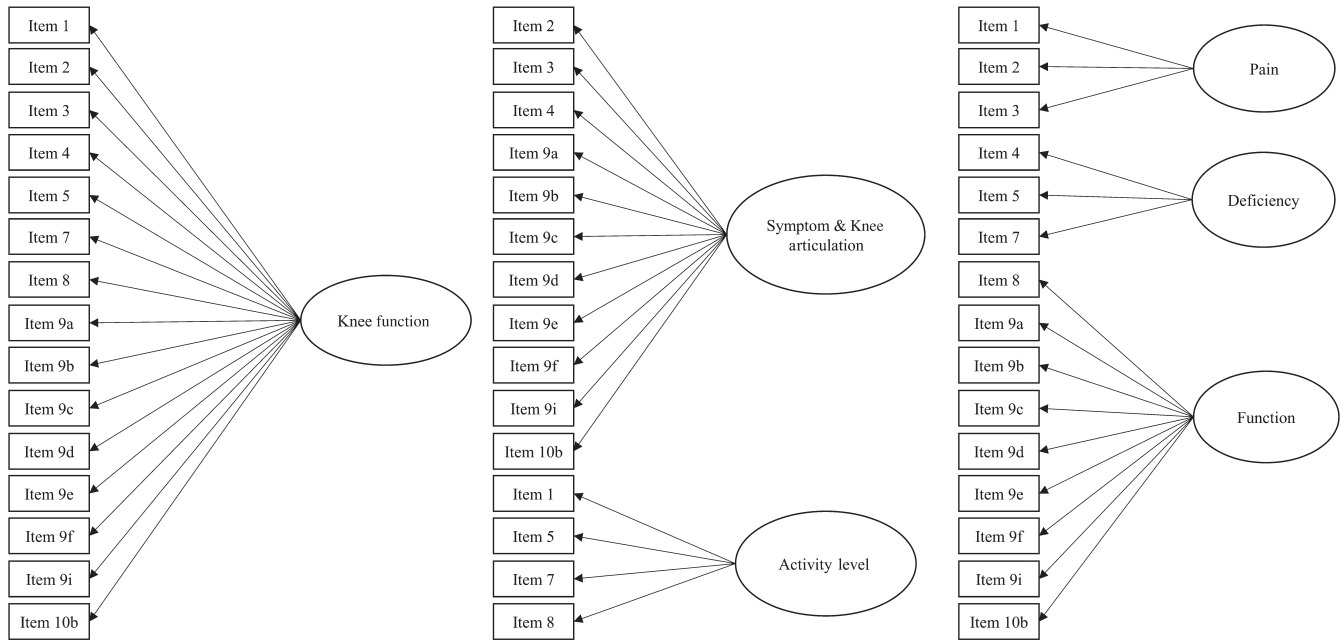 Item 1
Item 2
Item 3
Item 4
Item 5
Item 7
Item 8
Item 9a
Item 9b
Item 9c
Item 9d
Item 9e
Item 9f
Item 9i
Item 10b
Knee function
Item 2
Item 3
Item 4
Item 9a
Item 9b
Item 9c
Item 9d
Item 9e
Item 9f
Item 9i
Item 10b
Item 1
Item 5
Item 7
Item 8
Symptom & Knee
articulation
Activity level
Item 1
Item 2
Item 3
Item 4
Item 5
Item 7
Item 8
Item 9a
Item 9b
Item 9c
Item 9d
Item 9e
Item 9f
Item 9i
Item 10b
Pain
Deficiency
Function